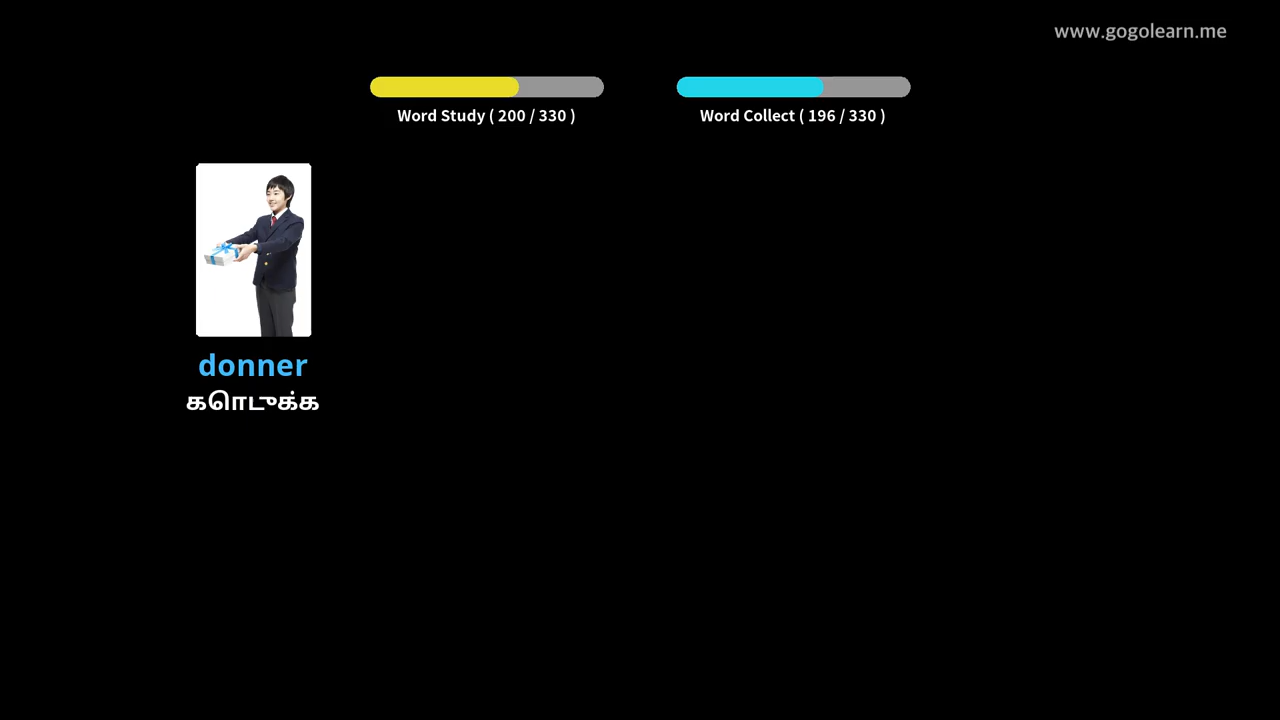 www.gogolearn.me
Word Study ( 200 / 330 )
Word Collect ( 196 / 330 )
donner
கொடுக்க